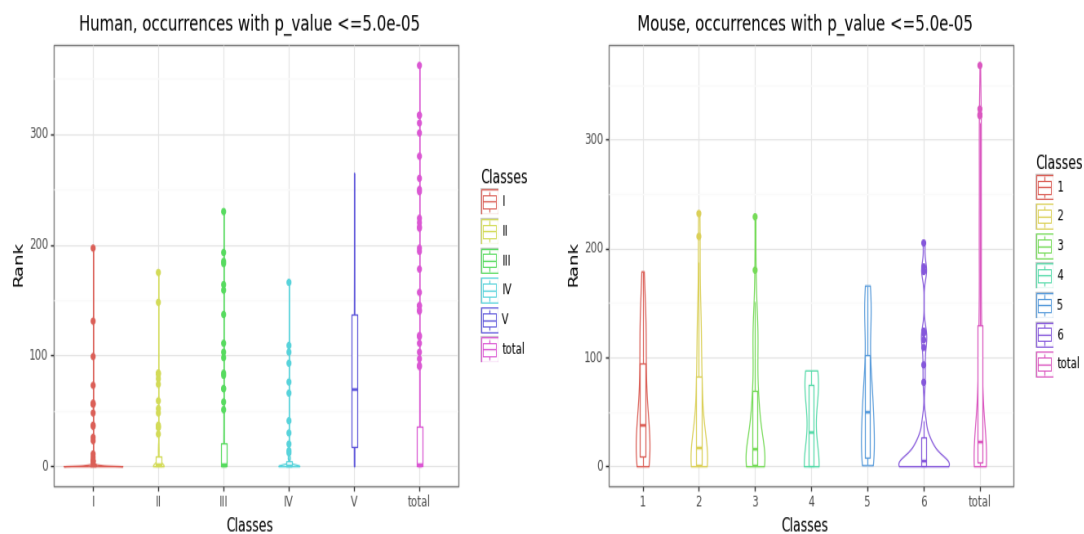 Human, occurrences with p_value <=5.0e-05
Rank
300
200
100
0
I
II
III
IV
V
total
Classes
Classes
I
II
III
IV
V
total
Mouse, occurrences with p_value <=5.0e-05
Rank
300
200
100
0
1
2
3
4
5
6
total
Classes
Classes
1
2
3
4
5
6
total